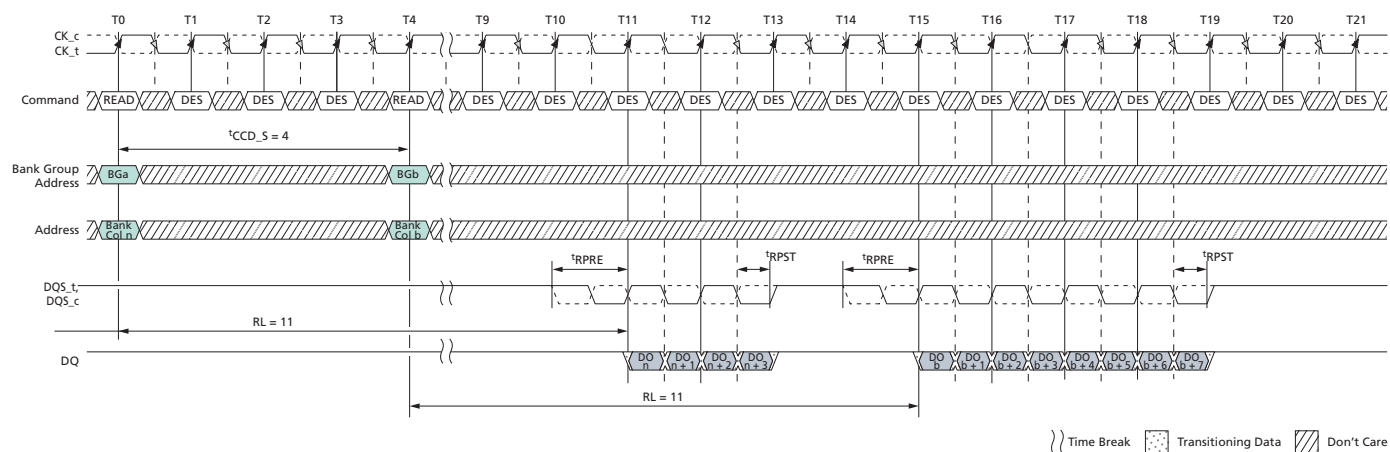 T0 T1 T2 T3 T4 T9 T10 T11 T12 T13 T14 T15 T16 T17 T18 T19 T20 T21
CK_c
CK_t
Command READ DES DES DES READ DES DES DES DES DES DES DES DES DES DES DES DES DES
tCCD_S = 4
Bank Group
Address
BGa BGb
Address
Bank
Col n
Bank
Col b
tRPRE tRPST tRPRE tRPST
DQS_t,
DQS_c
RL = 11
DQ
DO
n
DO
n + 1
DO
n + 2
DO
n + 3
DO
b
DO
b + 1
DO
b + 2
DO
b + 3
DO
b + 4
DO
b + 5
DO
b + 6
DO
b + 7
RL = 11
Time Break Transitioning Data Don't Care